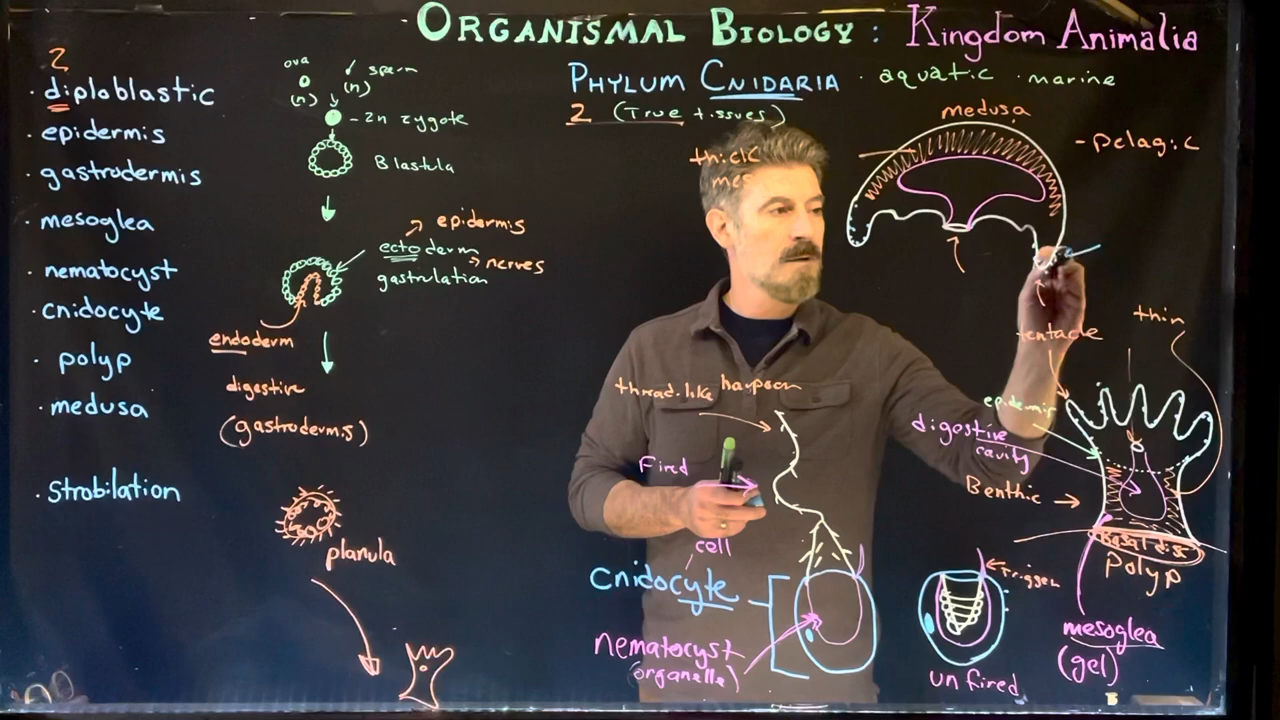 ORGANISMAL BIOLOGY: Kingdom Animalia
PHYLUM CNIDARIA · aquatic · marine
2 (True tissues)
2
· diploblastic
· epidermis
· gastrodermis
· mesoglea
· nematocyst
· cnidocyte
· polyp
· medusa
· Strobilation
ova
sperm
(n)
(n)
- 2n zygote
Blastula
→ epidermis
ectoderm
→ nerves
gastrulation
endoderm
digestive
(gastrodermis)
planula
thick
mes
medusa
- pelagic
tentacle
thin
epidermis
digestive
cavity
Benthic →
Basal disc
Polyp
mesoglea
(gel)
thread-like harpoon
Fired
cell
Cnidocyte
nematocyst
(organelle)
Trigger
unfired